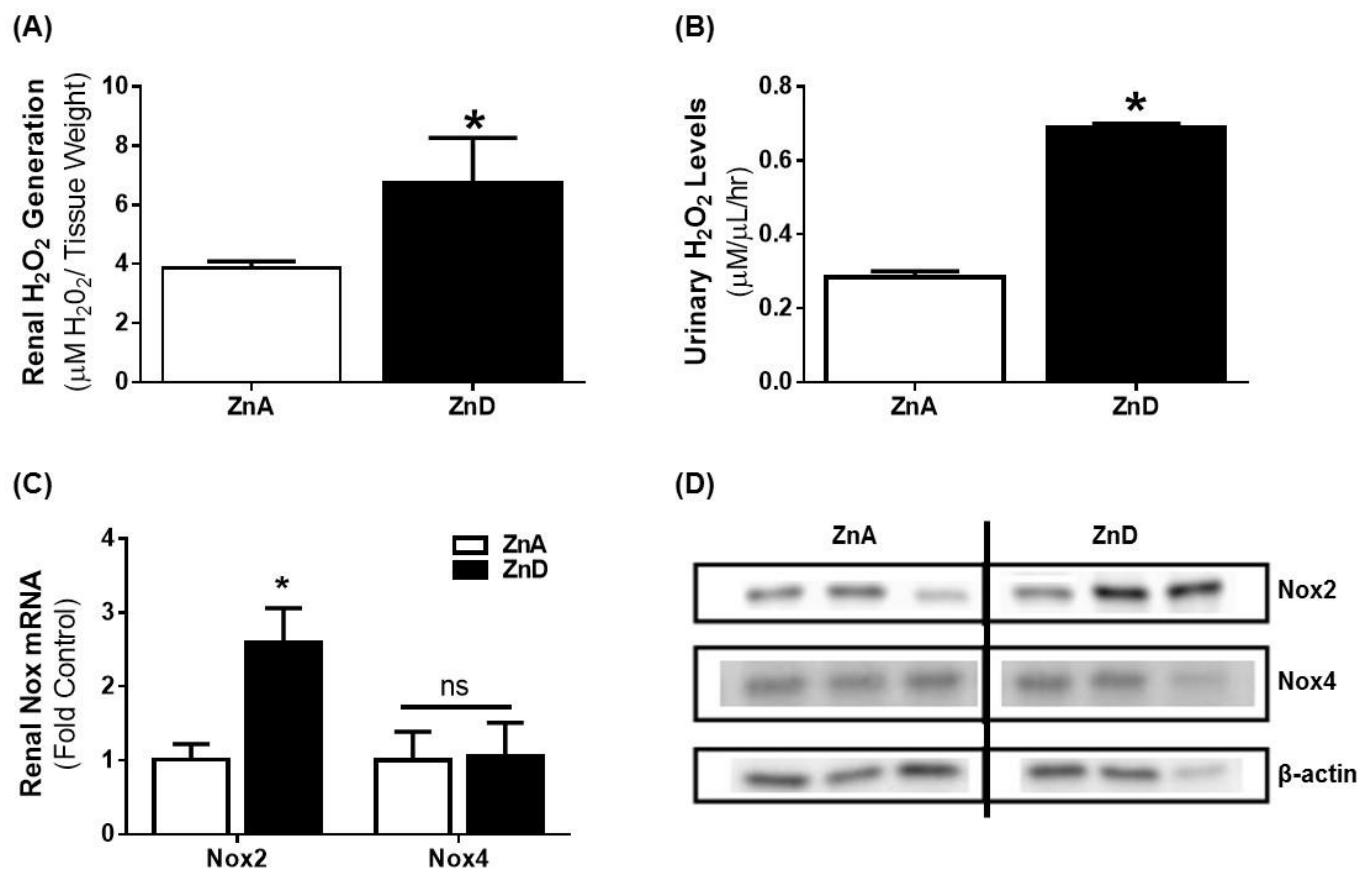 (A)
Renal H₂O₂ Generation
(μM H₂0₂/ Tissue Weight)
10
8
6
4
2
0
*
ZnA
ZnD
(B)
Urinary H₂O₂ Levels
(μM/μL/hr)
0.8
0.6
0.4
0.2
0.0
*
ZnA
ZnD
(C)
Renal Nox mRNA
(Fold Control)
4
3
2
1
0
ZnA
ZnD
*
ns
Nox2
Nox4
(D)
ZnA
ZnD
Nox2
Nox4
β-actin